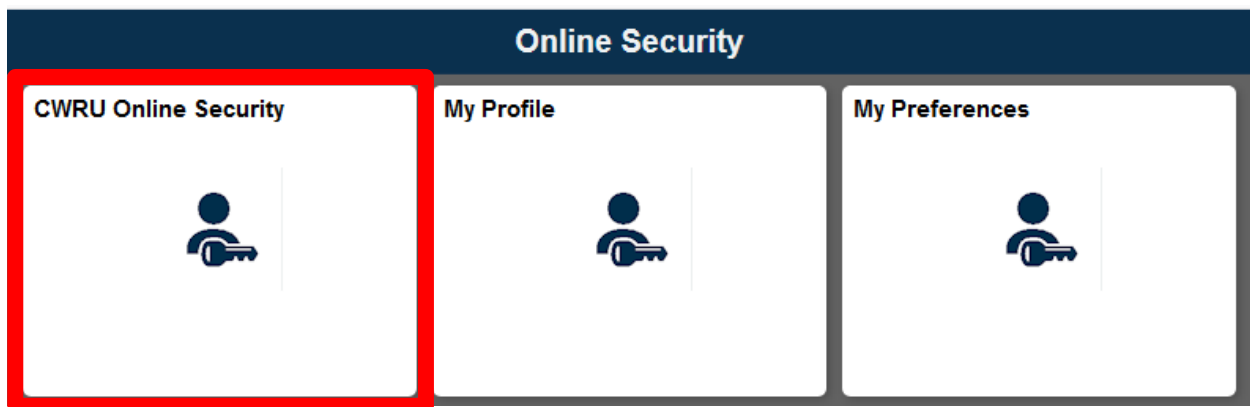 Online Security
CWRU Online Security
My Profile
My Preferences